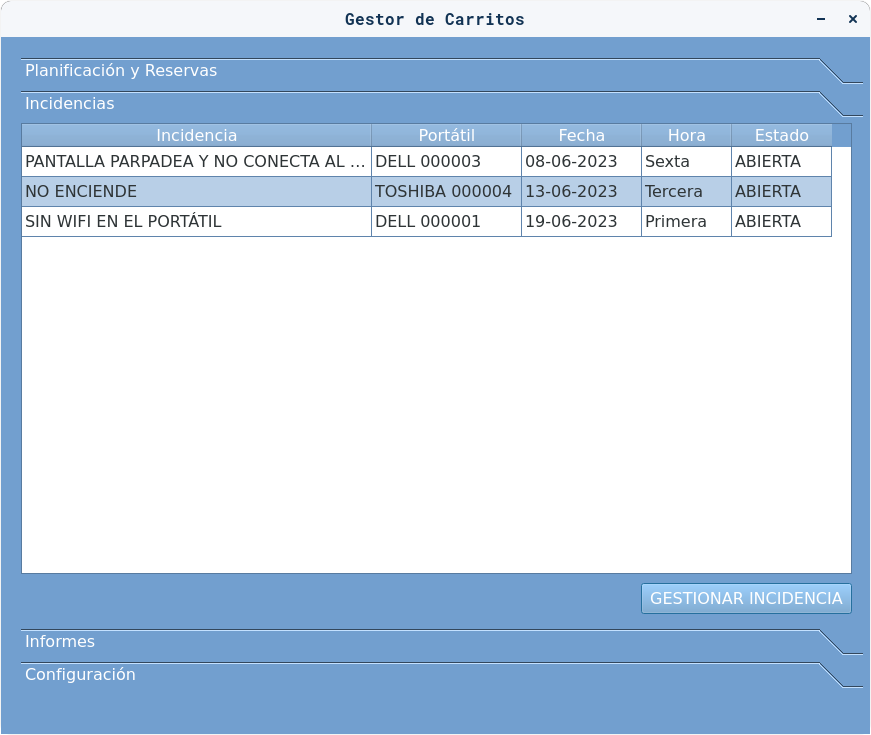 Gestor de Carritos
Planificación y Reservas
Incidencias
Incidencia Portátil Fecha Hora Estado
PANTALLA PARPADEA Y NO CONECTA AL ... DELL 000003 08-06-2023 Sexta ABIERTA
NO ENCIENDE TOSHIBA 000004 13-06-2023 Tercera ABIERTA
SIN WIFI EN EL PORTÁTIL DELL 000001 19-06-2023 Primera ABIERTA
GESTIONAR INCIDENCIA
Informes
Configuración